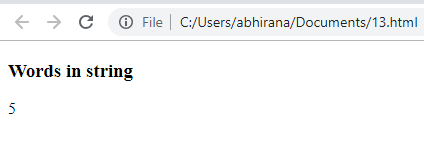 File | C:/Users/abhirana/Documents/13.html
Words in string
5